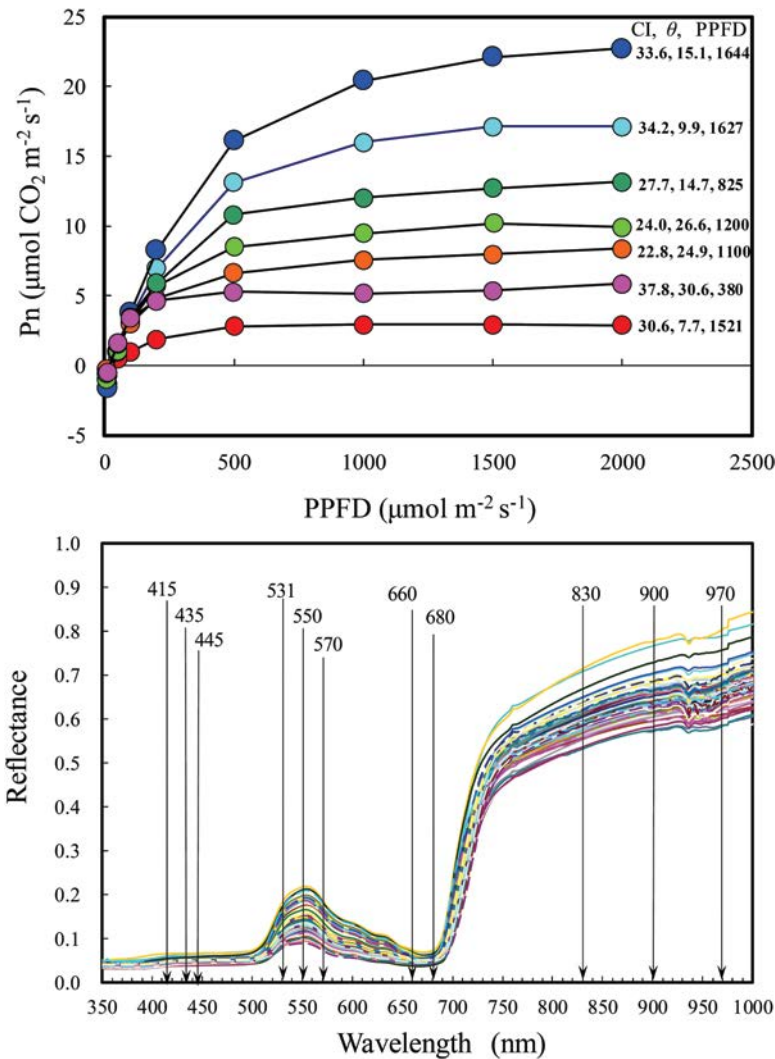 CI, θ, PPFD
25
33.6, 15.1, 1644
20
34.2, 9.9, 1627
15
27.7, 14.7, 825
10
24.0, 26.6, 1200
22.8, 24.9, 1100
5
37.8, 30.6, 380
30.6, 7.7, 1521
0
-5
Pn (μmol CO₂ m⁻² s⁻¹)
0 500 1000 1500 2000 2500
PPFD (μmol m⁻² s⁻¹)
1.0
0.9
0.8
0.7
0.6
0.5
0.4
0.3
0.2
0.1
0.0
Reflectance
415
435
445
531
550
570
660
680
830
900
970
350 400 450 500 550 600 650 700 750 800 850 900 950 1000
Wavelength (nm)